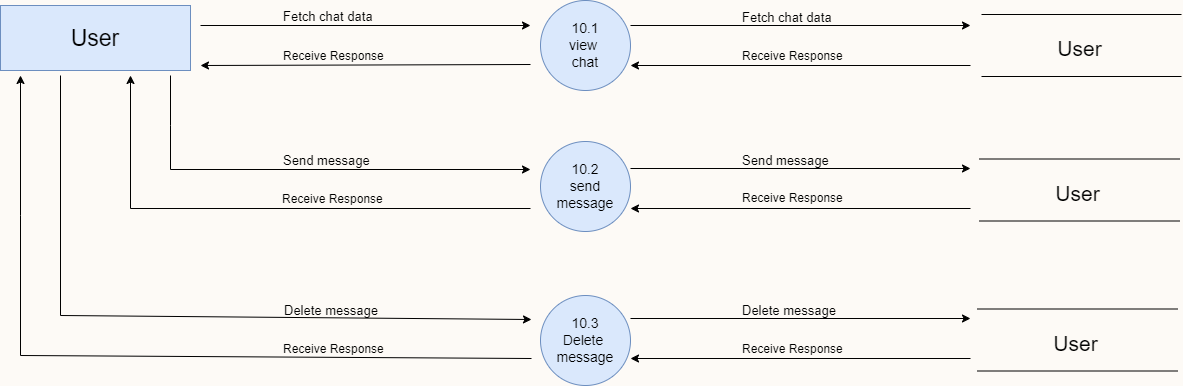 User
Fetch chat data
Receive Response
10.1
view
chat
Fetch chat data
Receive Response
User
Send message
Receive Response
10.2
send
message
Send message
Receive Response
User
Delete message
Receive Response
10.3
Delete
message
Delete message
Receive Response
User